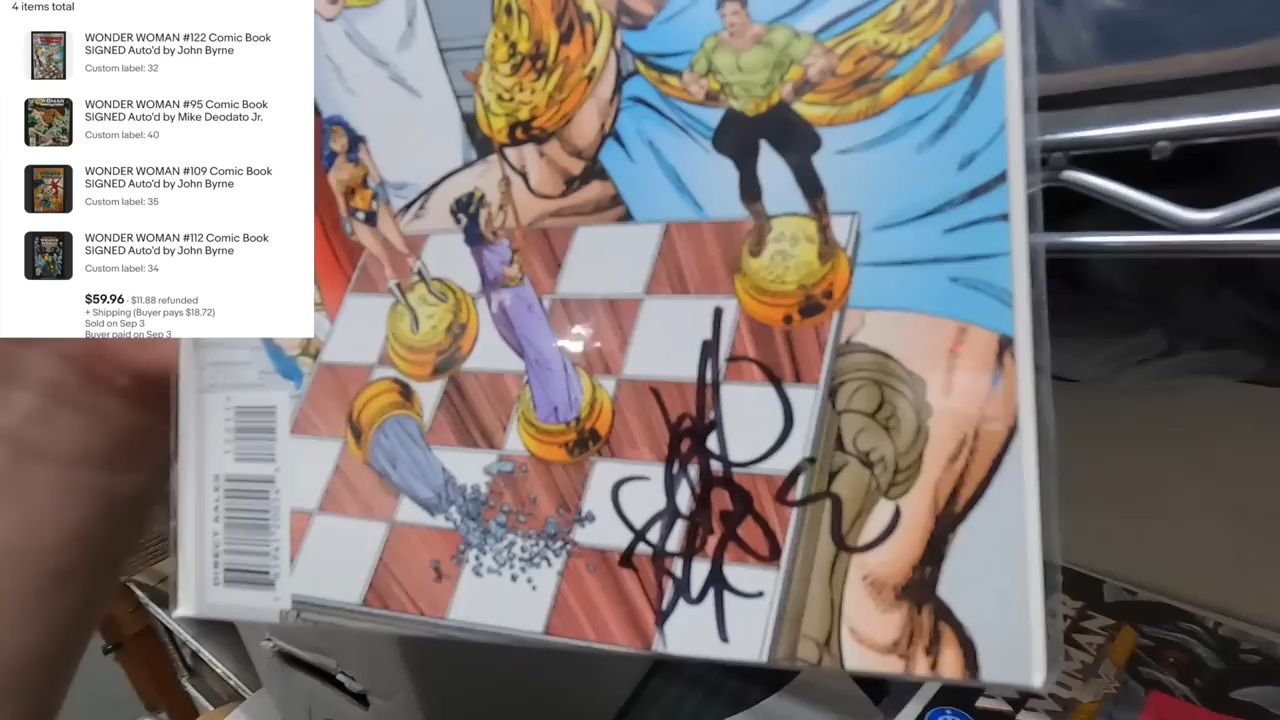 4 items total
WONDER WOMAN #122 Comic Book
SIGNED Auto'd by John Byrne
Custom label: 32
WONDER WOMAN #95 Comic Book
SIGNED Auto'd by Mike Deodato Jr.
Custom label: 40
WONDER WOMAN #109 Comic Book
SIGNED Auto'd by John Byrne
Custom label: 35
WONDER WOMAN #112 Comic Book
SIGNED Auto'd by John Byrne
Custom label: 34
$59.96 · $11.88 refunded
+ Shipping (Buyer pays $18.72)
Sold on Sep 3
Buyer paid on Sep 3
DIRECT SALES
WOMAN